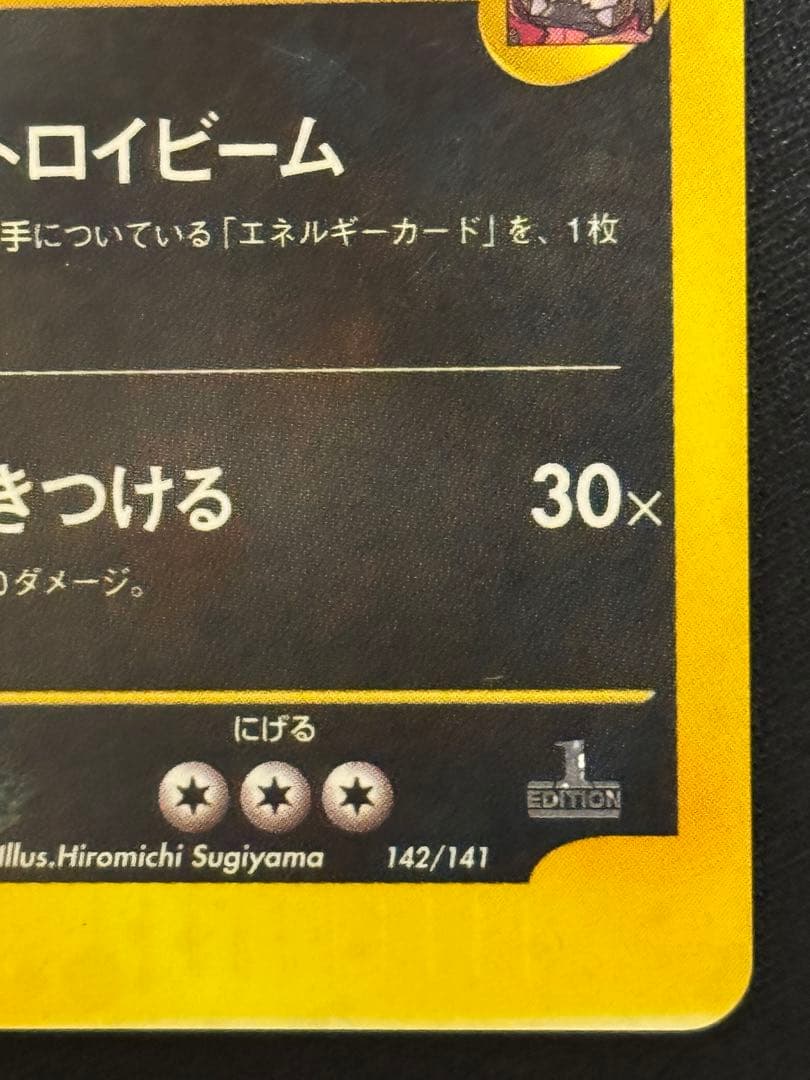 トロイビーム
手についている「エネルギーカード」を、1枚
きつける 30×
0ダメージ。
にげる
1
EDITION
Illus.Hiromichi Sugiyama 142/141